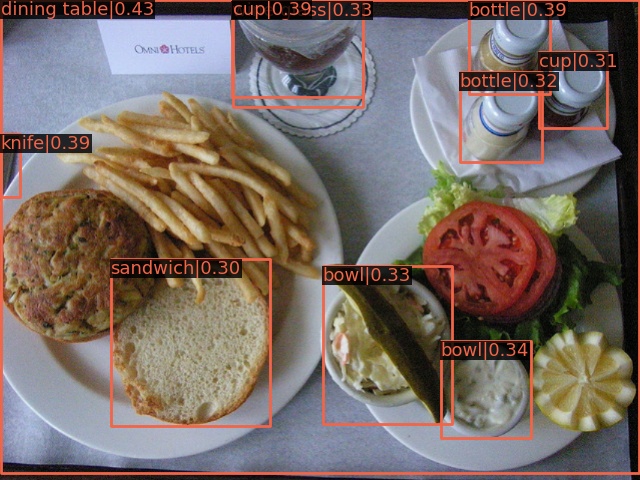 dining table|0.43
cup|0.39
ss|0.33
bottle|0.39
OMNI HOTELS
cup|0.31
bottle|0.32
knife|0.39
sandwich|0.30
bowl|0.33
bowl|0.34